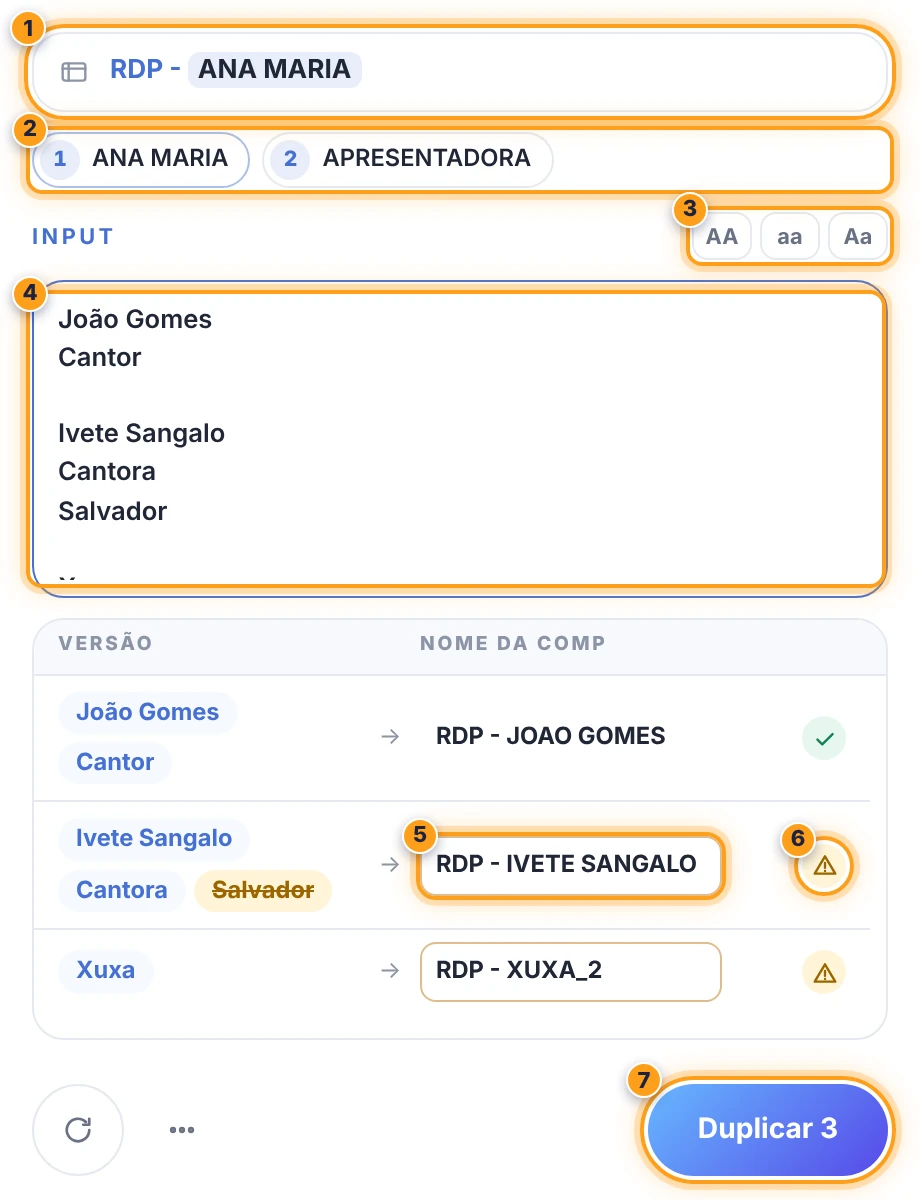 1
RDP - ANA MARIA
2
1 ANA MARIA 2 APRESENTADORA
3
INPUT AA aa Aa
4
João Gomes
Cantor
Ivete Sangalo
Cantora
Salvador
VERSÃO NOME DA COMP
João Gomes
Cantor
→ RDP - JOAO GOMES
Ivete Sangalo
Cantora Salvador
→ 5 RDP - IVETE SANGALO 6
Xuxa → RDP - XUXA_2
7
Duplicar 3